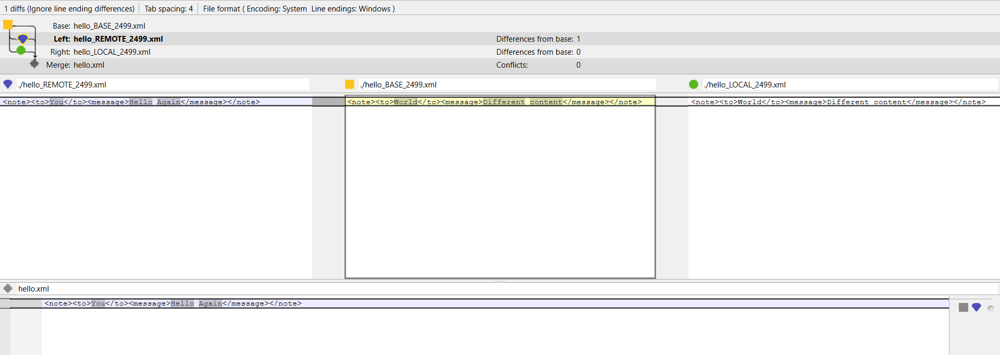 1 diffs (Ignore line ending differences) Tab spacing: 4 File format ( Encoding: System Line endings: Windows )
Base: hello_BASE_2499.xml
Left: hello_REMOTE_2499.xml Differences from base: 1
Right: hello_LOCAL_2499.xml Differences from base: 0
Merge: hello.xml Conflicts: 0
./hello_REMOTE_2499.xml ./hello_BASE_2499.xml ./hello_LOCAL_2499.xml
<note><to>You</to><message>Hello Again</message></note> <note><to>World</to><message>Different content</message></note> <note><to>World</to><message>Different content</message></note>
hello.xml
<note><to>You</to><message>Hello Again</message></note>